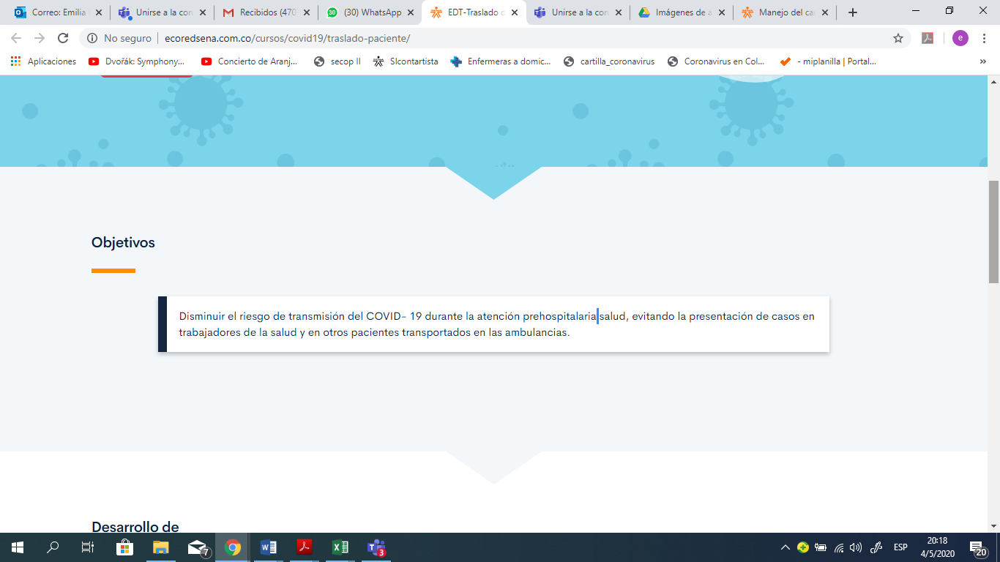 Correo: Emilia
Unirse a la con
Recibidos (470
30
(30) WhatsApp
EDT-Traslado d
Unirse a la con
Imágenes de a
Manejo del ca
No seguro
ecoredsena.com.co/cursos/covid19/traslado-paciente/
e
Aplicaciones
Dvořák: Symphony...
Concierto de Aranj...
secop II
SIcontartista
Enfermeras a domic...
cartilla_coronavirus
Coronavirus en Col...
- miplanilla | Portal...
»
Objetivos
Disminuir el riesgo de transmisión del COVID- 19 durante la atención prehospitalaria salud, evitando la presentación de casos en
trabajadores de la salud y en otros pacientes transportados en las ambulancias.
Desarrollo de
7
3
ESP
20:18
4/5/2020
20